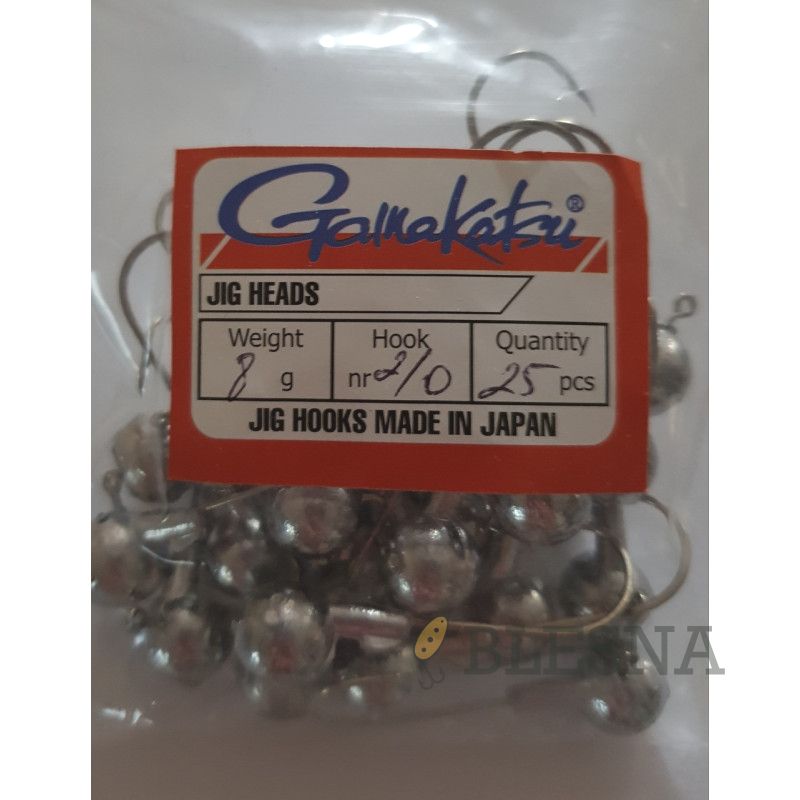 Gamakatsu®
JIG HEADS
Weight Hook Quantity
8 g nr 2/0 25 pcs
JIG HOOKS MADE IN JAPAN
BLESNA